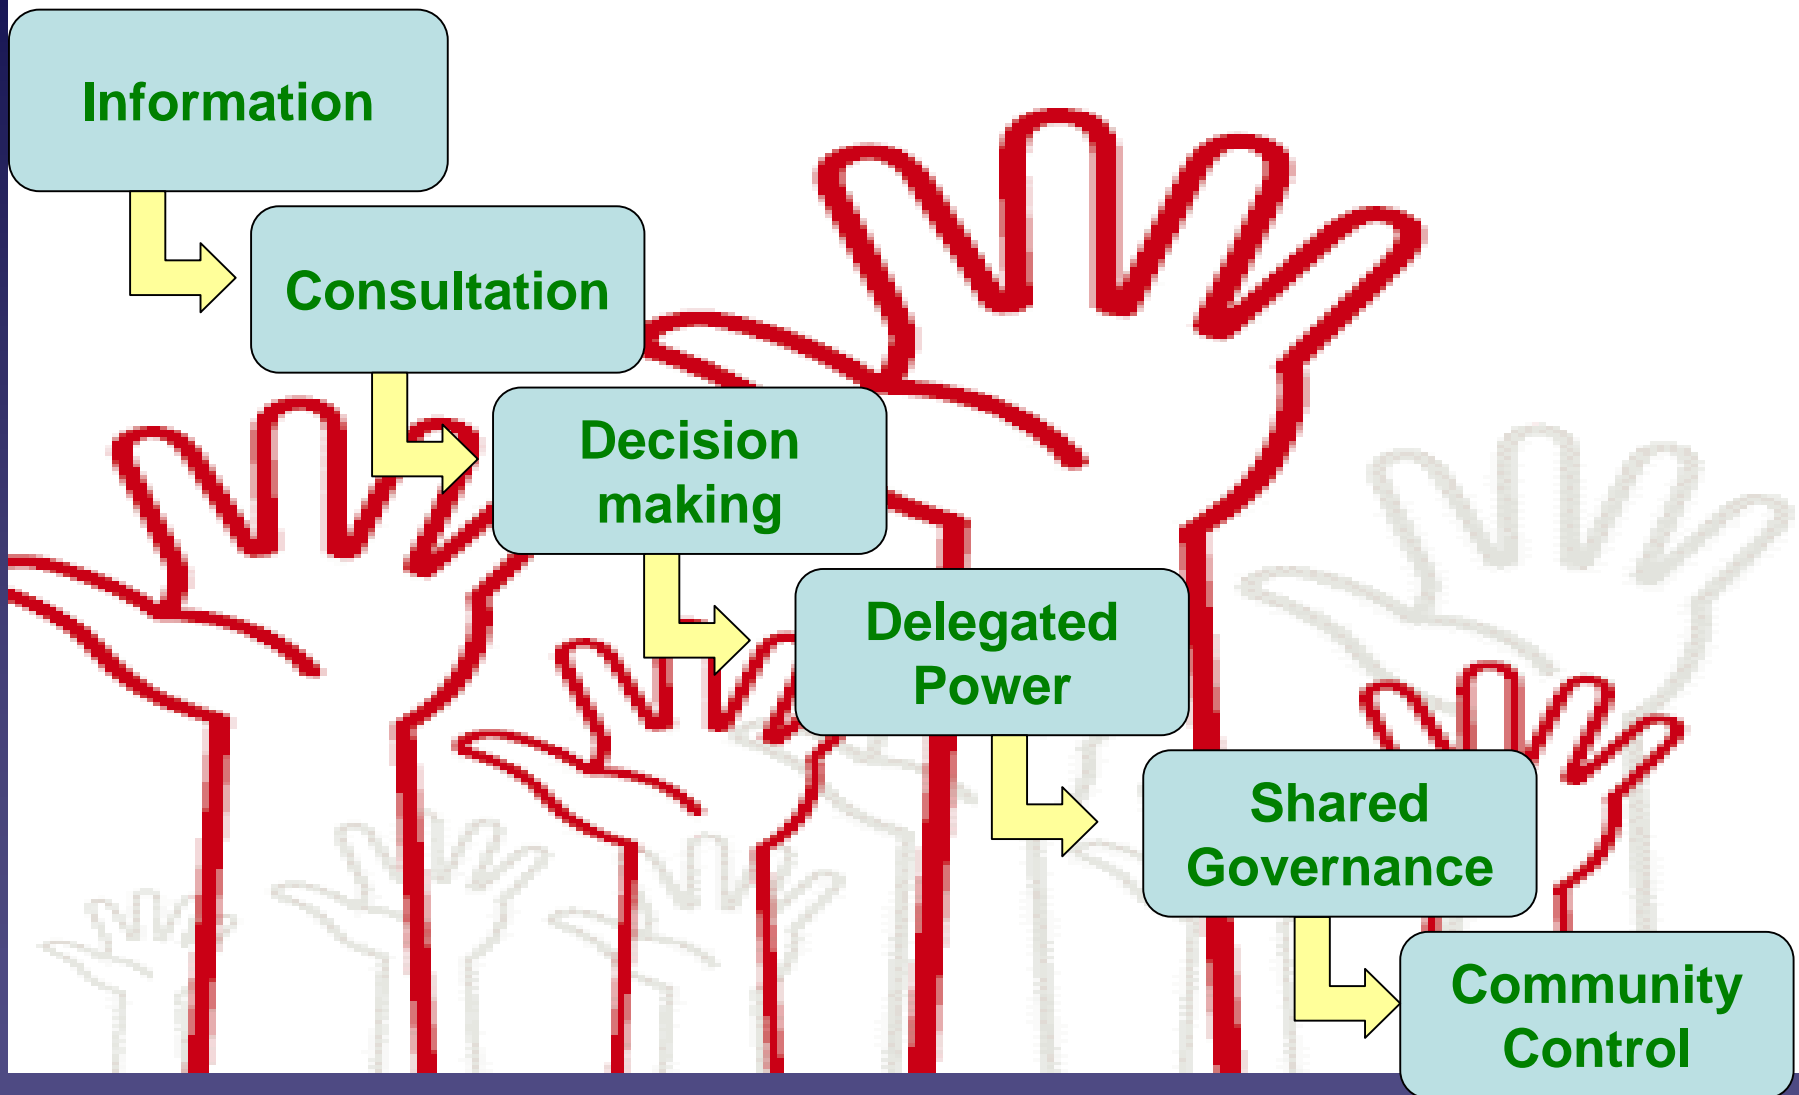 Information
Consultation
Decision
making
Delegated
Power
Shared
Governance
Community
Control